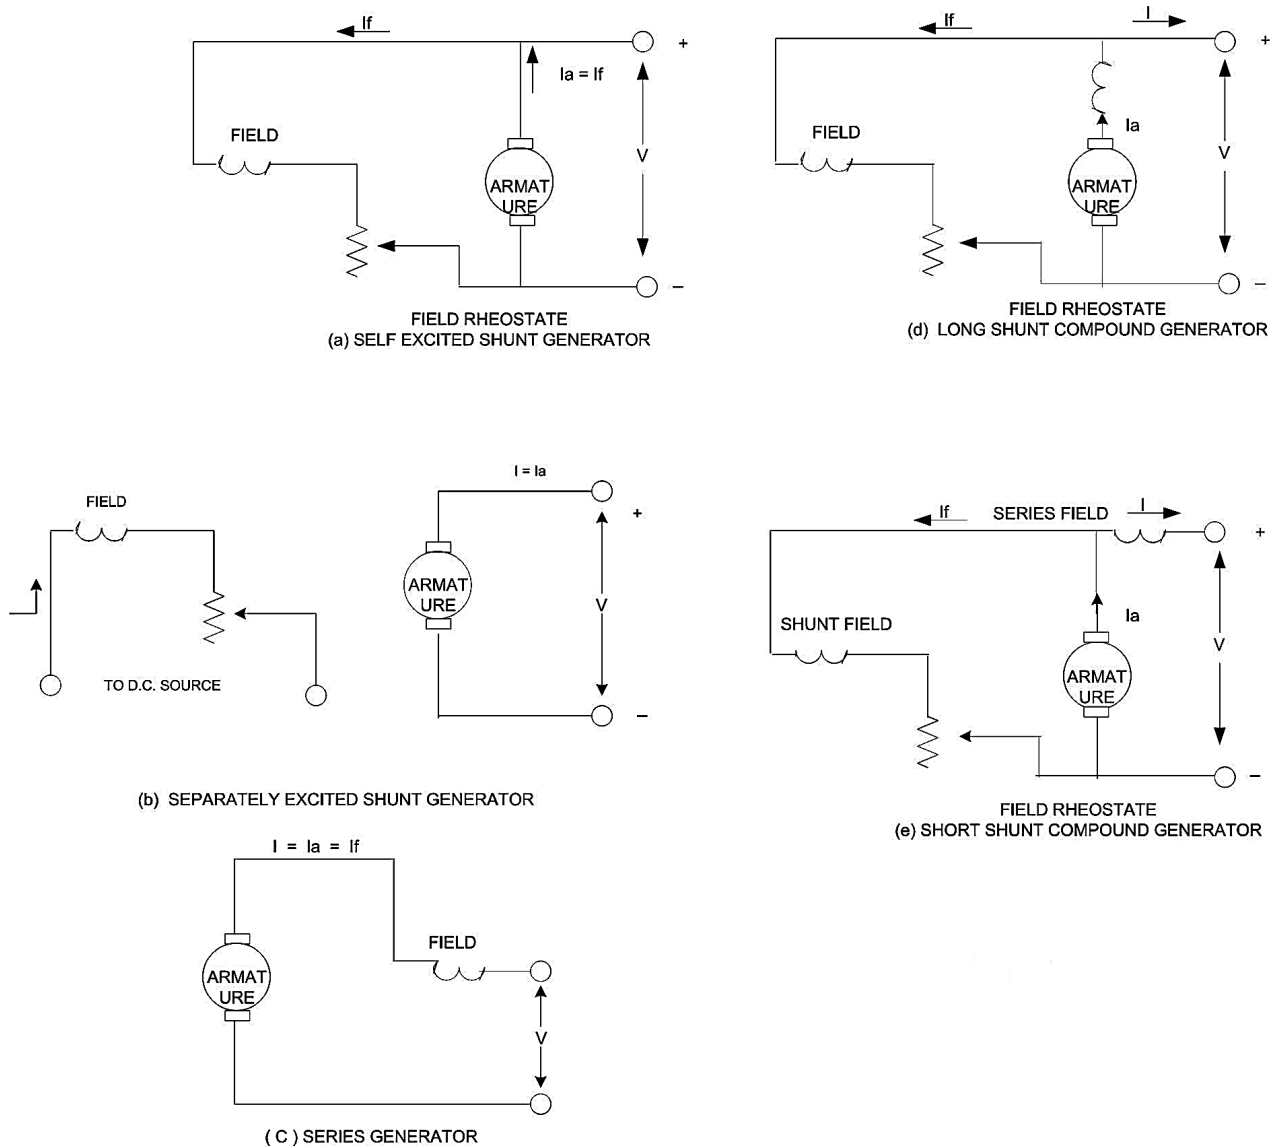 If
+
Ia = If
FIELD
V
ARMAT
URE
–
FIELD RHEOSTATE
(a) SELF EXCITED SHUNT GENERATOR
If
I
+
FIELD
Ia
V
ARMAT
URE
–
FIELD RHEOSTATE
(d) LONG SHUNT COMPOUND GENERATOR
FIELD
I = Ia
+
ARMAT
URE
V
TO D.C. SOURCE
–
(b) SEPARATELY EXCITED SHUNT GENERATOR
If
SERIES FIELD
I
+
SHUNT FIELD
Ia
V
ARMAT
URE
–
FIELD RHEOSTATE
(e) SHORT SHUNT COMPOUND GENERATOR
I = Ia = If
FIELD
ARMAT
URE
V
( C ) SERIES GENERATOR